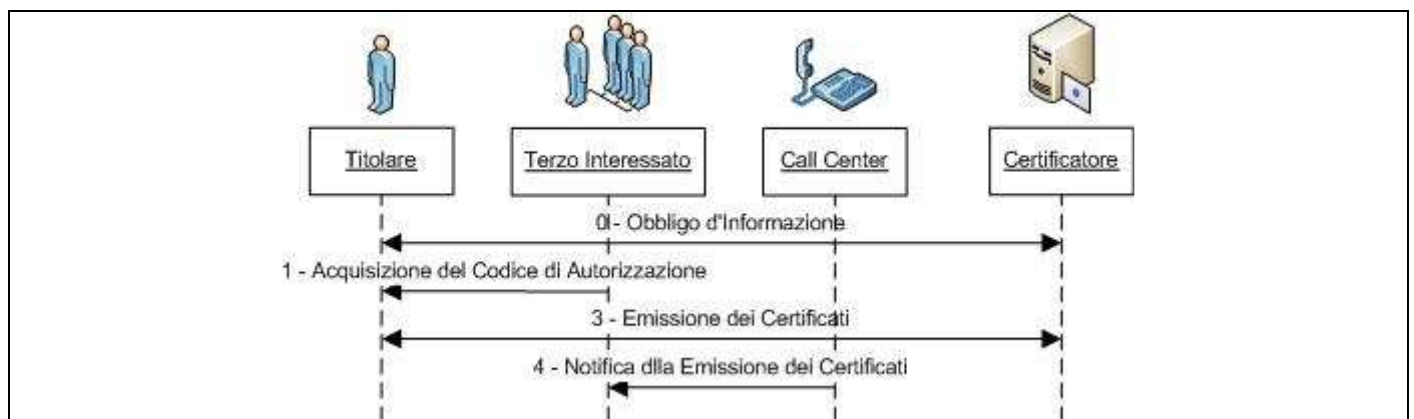 Titolare
Terzo Interessato
Call Center
Certificatore
0 - Obbligo d'Informazione
1 - Acquisizione del Codice di Autorizzazione
3 - Emissione dei Certificati
4 - Notifica dlla Emissione dei Certificati